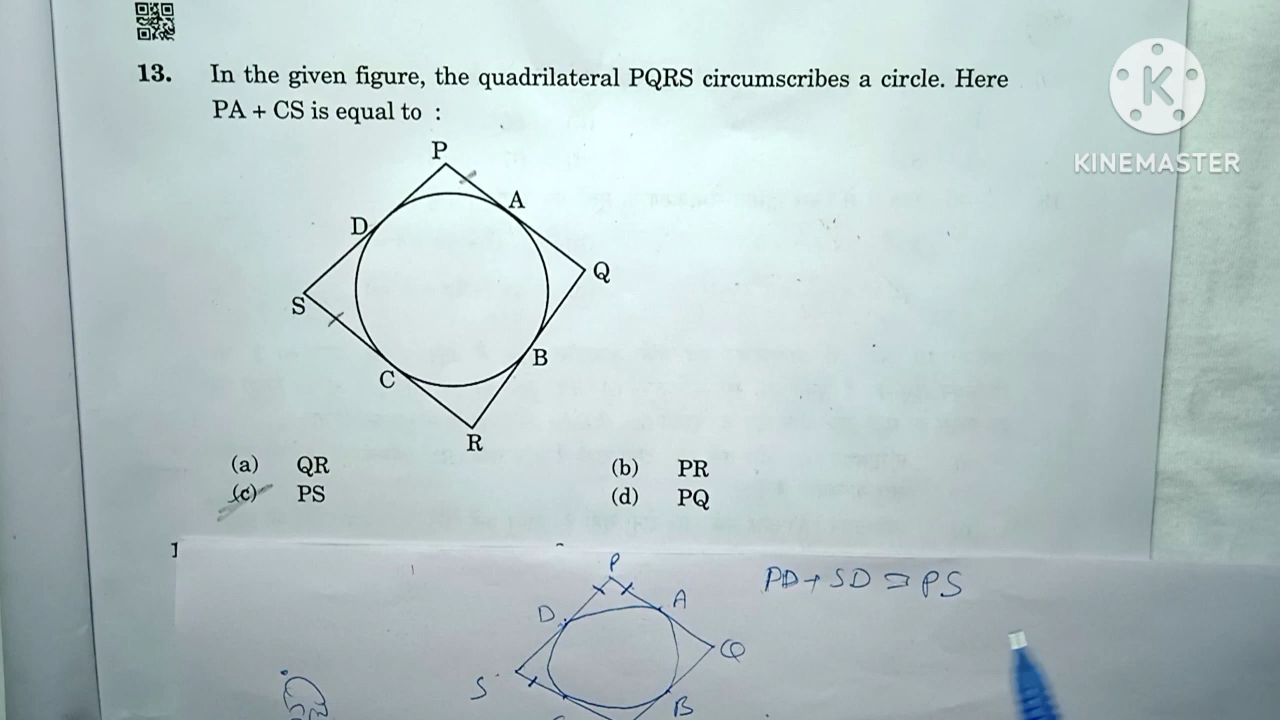 13. In the given figure, the quadrilateral PQRS circumscribes a circle. Here
PA + CS is equal to :
K
KINEMASTER
P
A
D
Q
S
B
C
R
(a) QR (b) PR
(c) PS (d) PQ
P
PD + SD = PS
A
D
Q
S
B